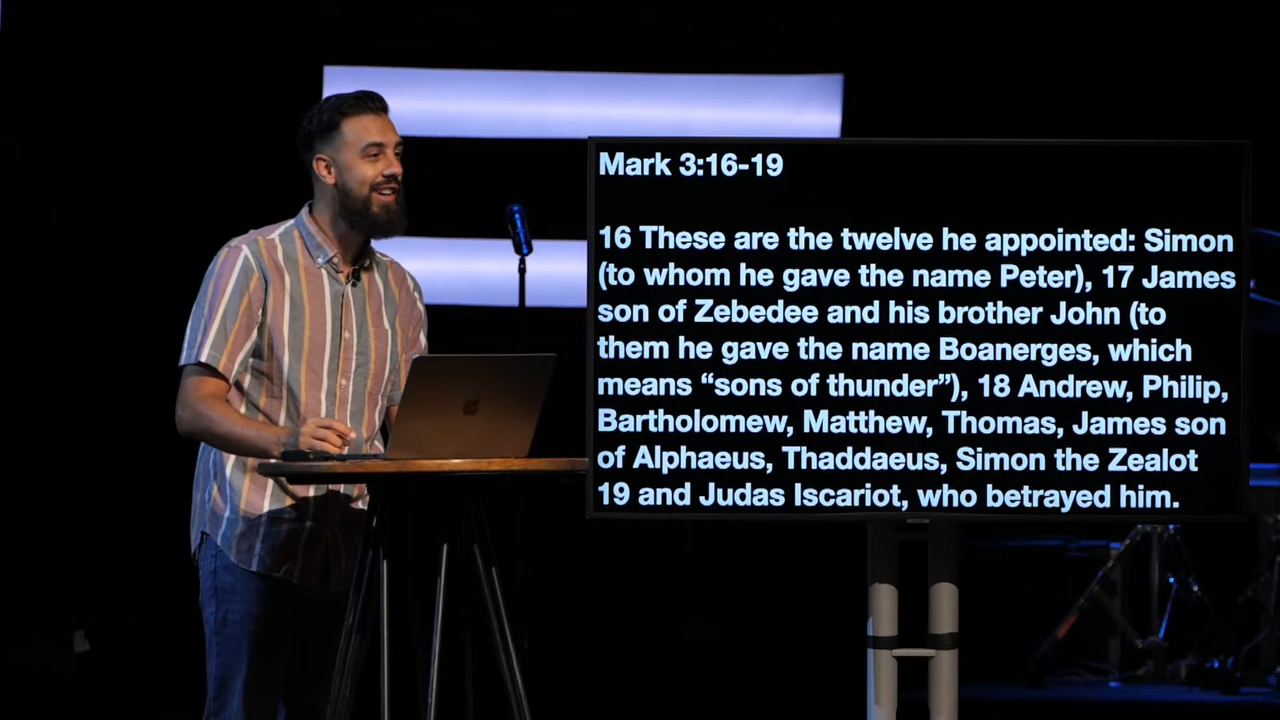 Mark 3:16-19
16 These are the twelve he appointed: Simon
(to whom he gave the name Peter), 17 James
son of Zebedee and his brother John (to
them he gave the name Boanerges, which
means “sons of thunder”), 18 Andrew, Philip,
Bartholomew, Matthew, Thomas, James son
of Alphaeus, Thaddaeus, Simon the Zealot
19 and Judas Iscariot, who betrayed him.